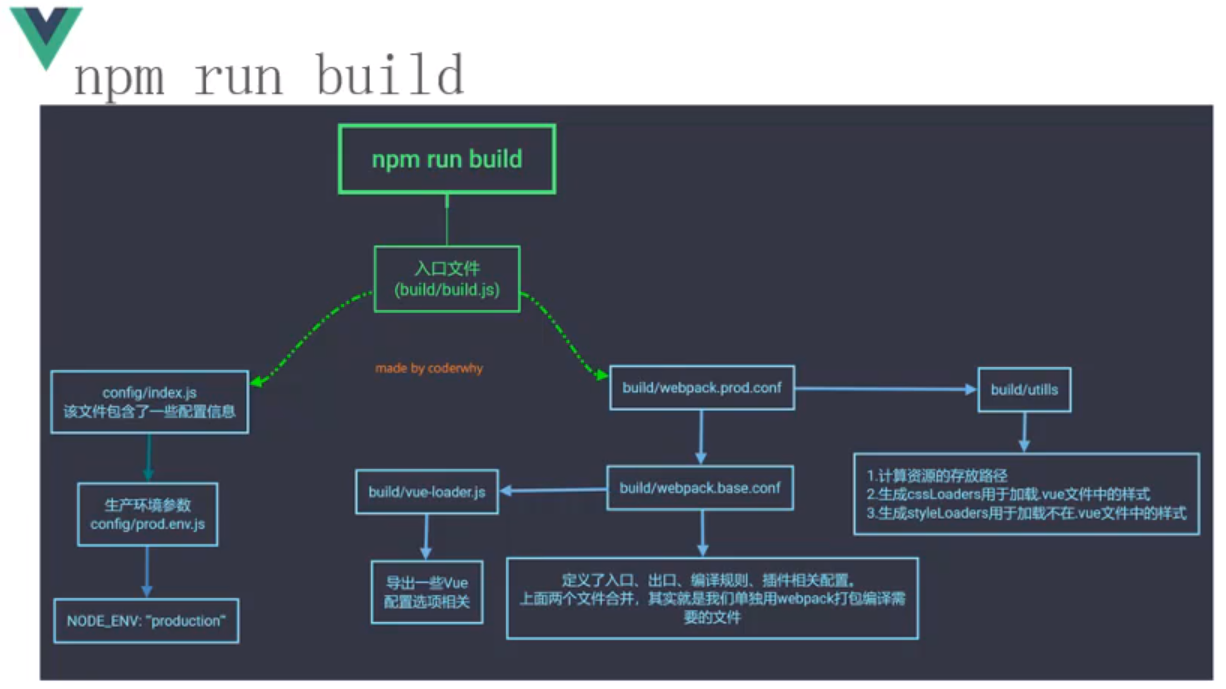 npm run build
npm run build
入口文件
(build/build.js)
made by coderwhy
config/index.js
该文件包含了一些配置信息
生产环境参数
config/prod.env.js
NODE_ENV: "production"
build/webpack.prod.conf
build/utills
1.计算资源的存放路径
2.生成cssLoaders用于加载.vue文件中的样式
3.生成styleLoaders用于加载不在.vue文件中的样式
build/webpack.base.conf
build/vue-loader.js
导出一些Vue
配置选项相关
定义了入口、出口、编译规则、插件相关配置。
上面两个文件合并，其实就是我们单独用webpack打包编译需
要的文件